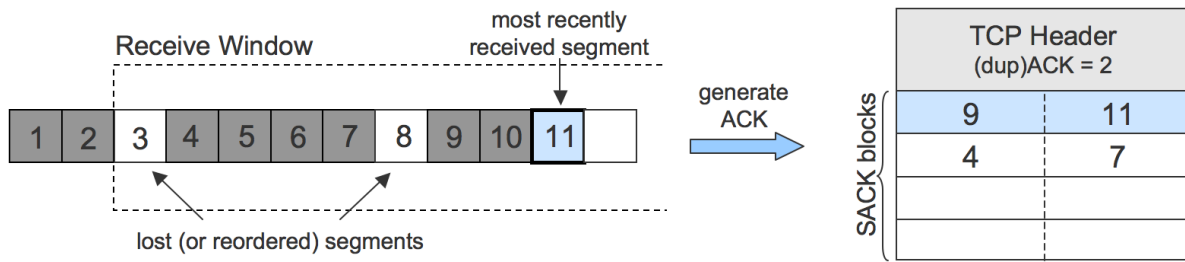 most recently
received segment
Receive Window
1 2 3 4 5 6 7 8 9 10 11
lost (or reordered) segments
generate
ACK
TCP Header
(dup)ACK = 2
SACK blocks
9 11
4 7